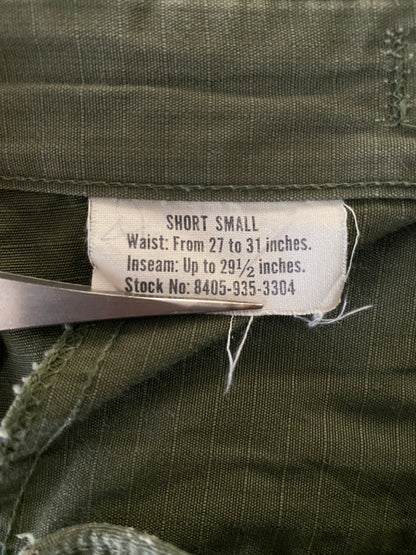 SHORT SMALL
Waist: From 27 to 31 inches.
Inseam: Up to 29½ inches.
Stock No: 8405-935-3304